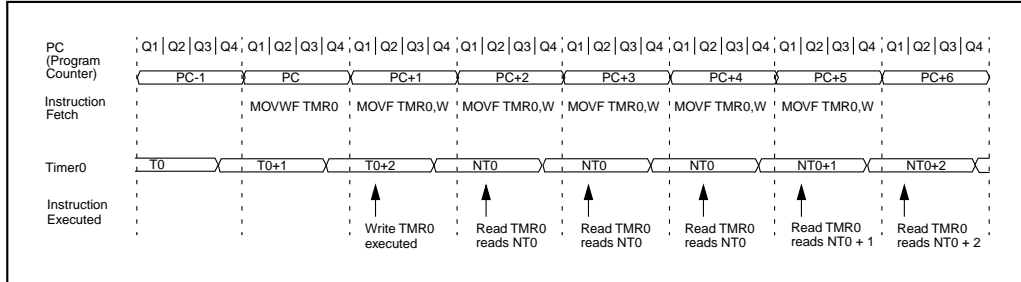 Q1 Q2 Q3 Q4 Q1 Q2 Q3 Q4 Q1 Q2 Q3 Q4 Q1 Q2 Q3 Q4 Q1 Q2 Q3 Q4 Q1 Q2 Q3 Q4 Q1 Q2 Q3 Q4 Q1 Q2 Q3 Q4
PC
(Program
Counter)
PC-1 PC PC+1 PC+2 PC+3 PC+4 PC+5 PC+6
Instruction
Fetch
MOVWF TMR0 MOVF TMR0,W MOVF TMR0,W MOVF TMR0,W MOVF TMR0,W MOVF TMR0,W
Timer0
T0 T0+1 T0+2 NT0 NT0 NT0 NT0+1 NT0+2
Instruction
Executed
Write TMR0
executed
Read TMR0
reads NT0
Read TMR0
reads NT0
Read TMR0
reads NT0
Read TMR0
reads NT0 + 1
Read TMR0
reads NT0 + 2